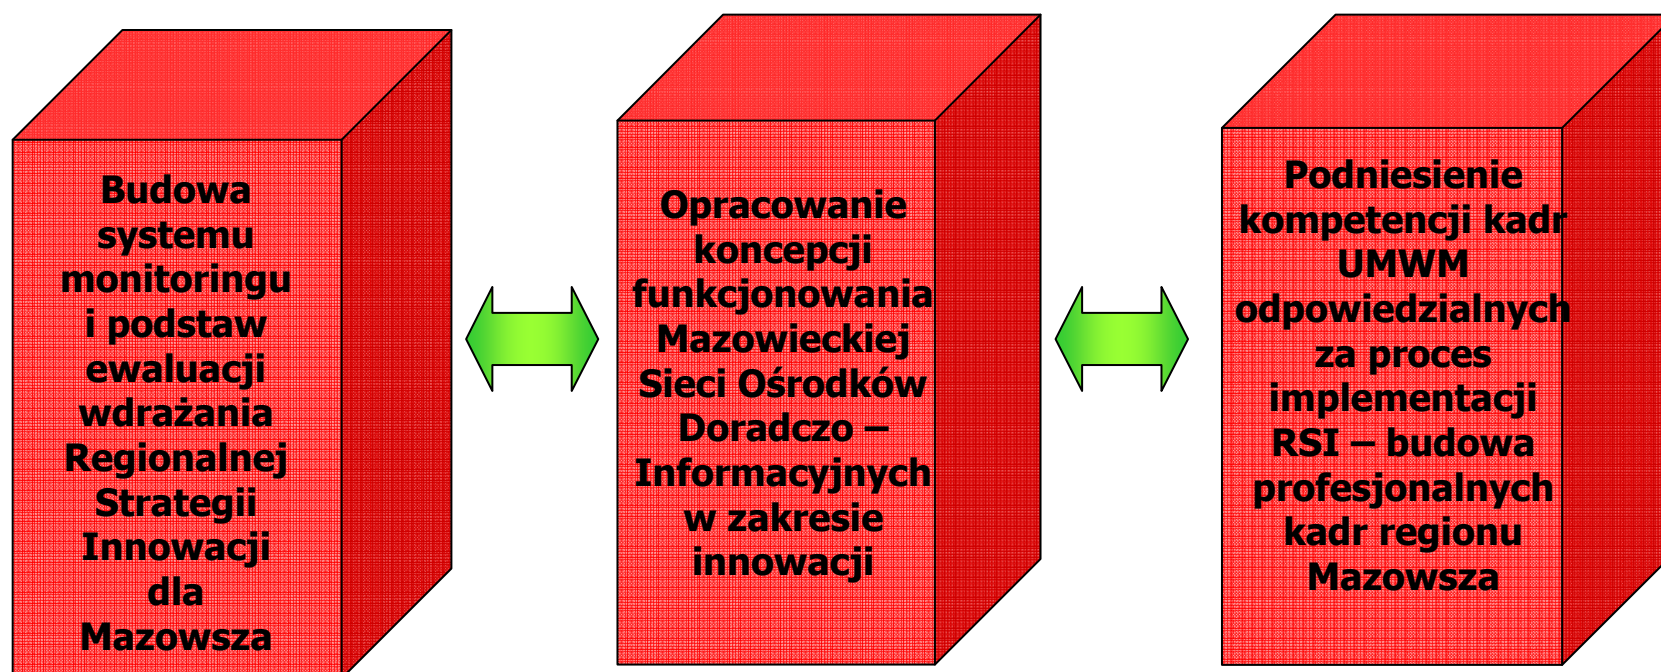 Budowa
systemu
monitoringu
i podstaw
ewaluacji
wdrażania
Regionalnej
Strategii
Innowacji
dla
Mazowsza
Opracowanie
koncepcji
funkcjonowania
Mazowieckiej
Sieci Ośrodków
Doradczo –
Informacyjnych
w zakresie
innowacji
Podniesienie
kompetencji kadr
UMWM
odpowiedzialnych
za proces
implementacji
RSI – budowa
profesjonalnych
kadr regionu
Mazowsza